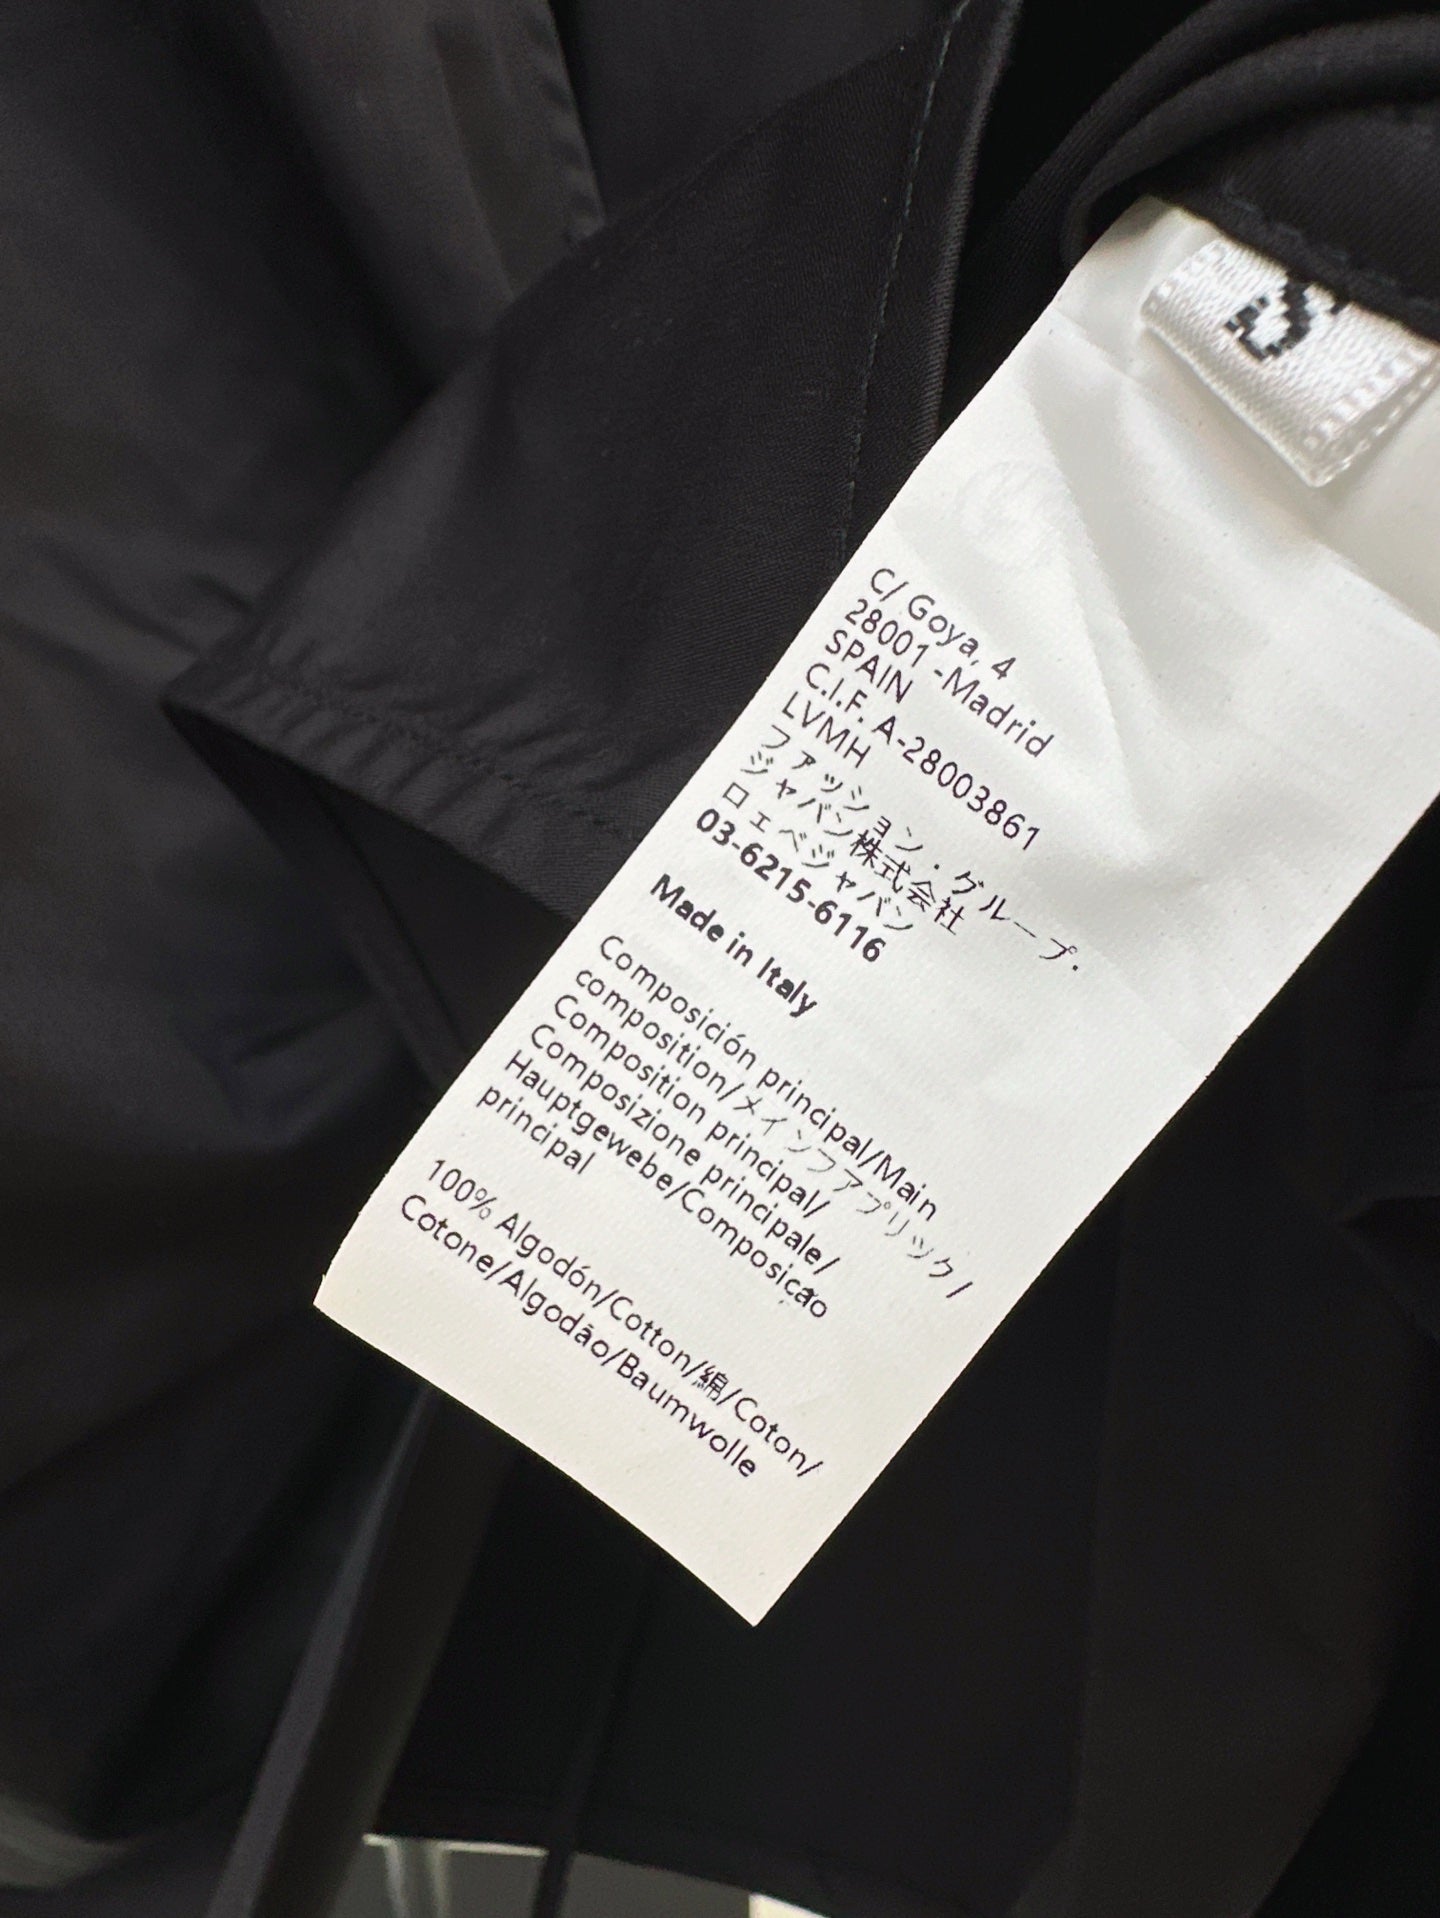 S
C/ Goya, 4
28001 -Madrid
SPAIN
C.I.F. A-28003861
LVMH
ファッション・グループ・
ジャパン株式会社
ロエベジャパン
03-6215-6116
Made in Italy
Composición principal/Main
composition/メインファブリック/
Composition principal/
Composizione principale/
Hauptgewebe/Composicão
principal
100% Algodón/Cotton/綿/Coton/
Cotone/Algodão/Baumwolle